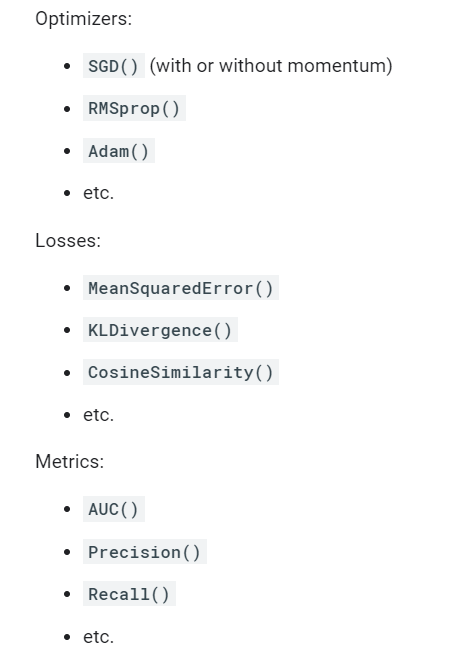 Optimizers:
• SGD() (with or without momentum)
• RMSprop()
• Adam()
• etc.
Losses:
• MeanSquaredError()
• KLDivergence()
• CosineSimilarity()
• etc.
Metrics:
• AUC()
• Precision()
• Recall()
• etc.